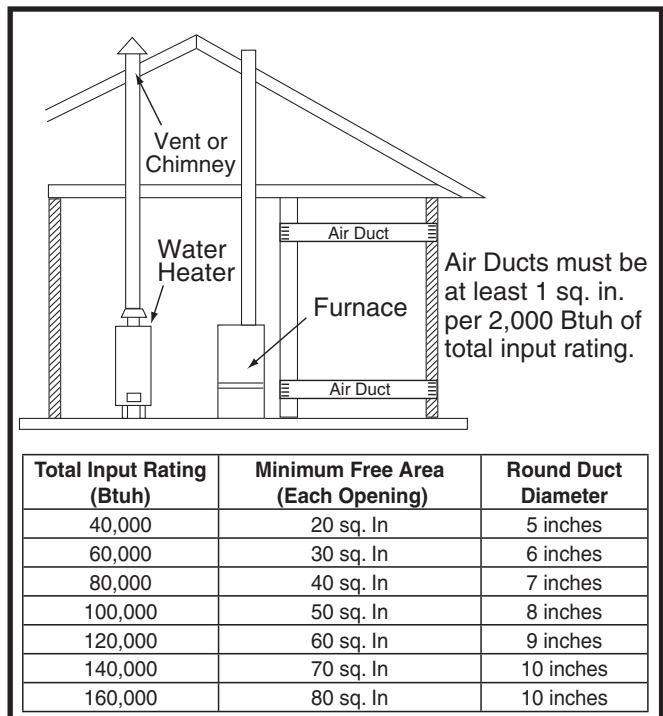 Vent or
Chimney
Water
Heater
Furnace
Air Duct
Air Duct
Air Ducts must be
at least 1 sq. in.
per 2,000 Btuh of
total input rating.
Total Input Rating (Btuh) Minimum Free Area (Each Opening) Round Duct Diameter
40,000 20 sq. In 5 inches
60,000 30 sq. In 6 inches
80,000 40 sq. In 7 inches
100,000 50 sq. In 8 inches
120,000 60 sq. In 9 inches
140,000 70 sq. In 10 inches
160,000 80 sq. In 10 inches